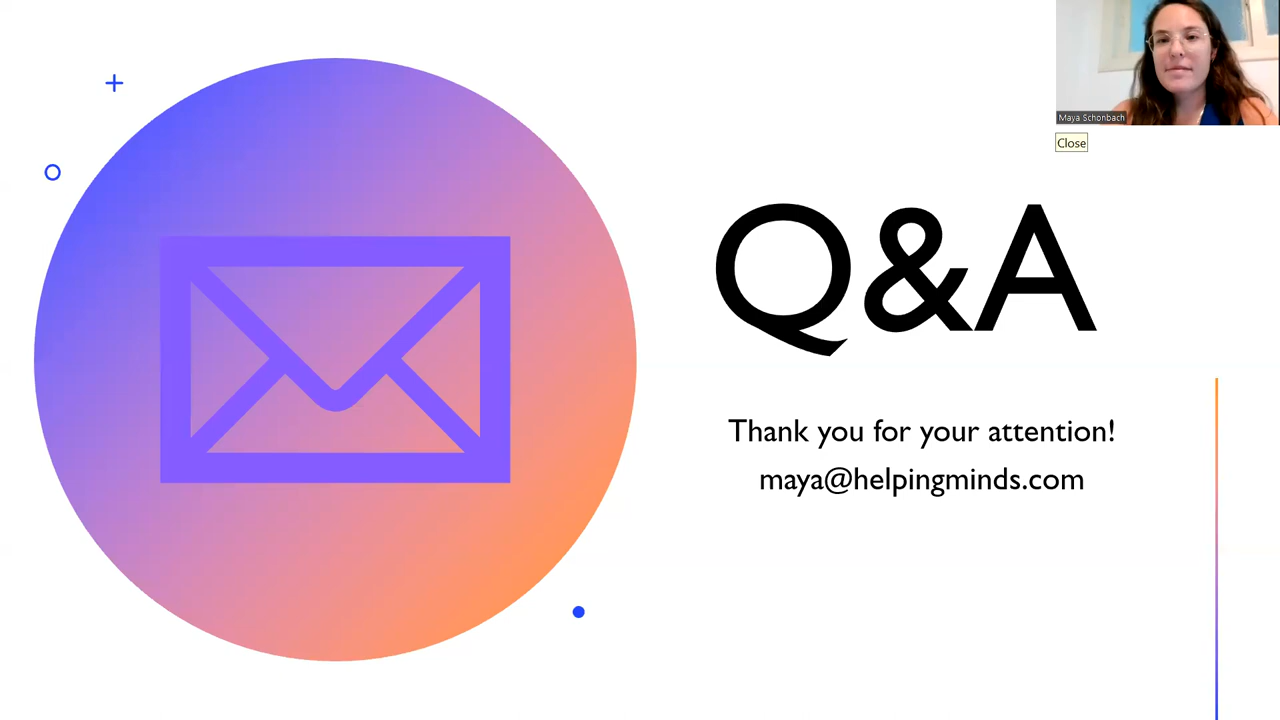 Maya Schonbach
Close
Q&A
Thank you for your attention!
maya@helpingminds.com